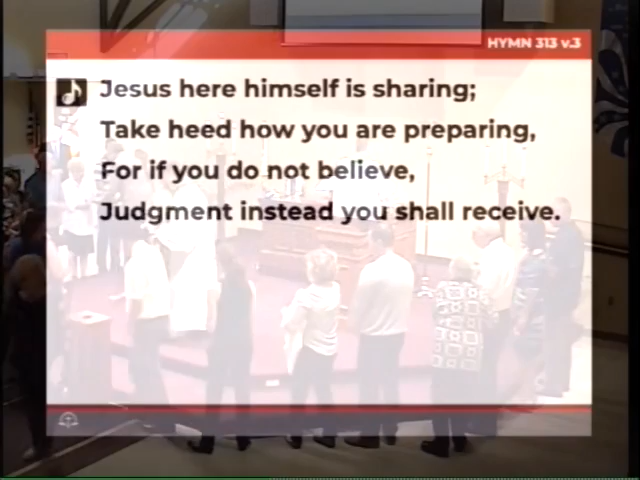 HYMN 313 v.3
Jesus here himself is sharing;
Take heed how you are preparing,
For if you do not believe,
Judgment instead you shall receive.